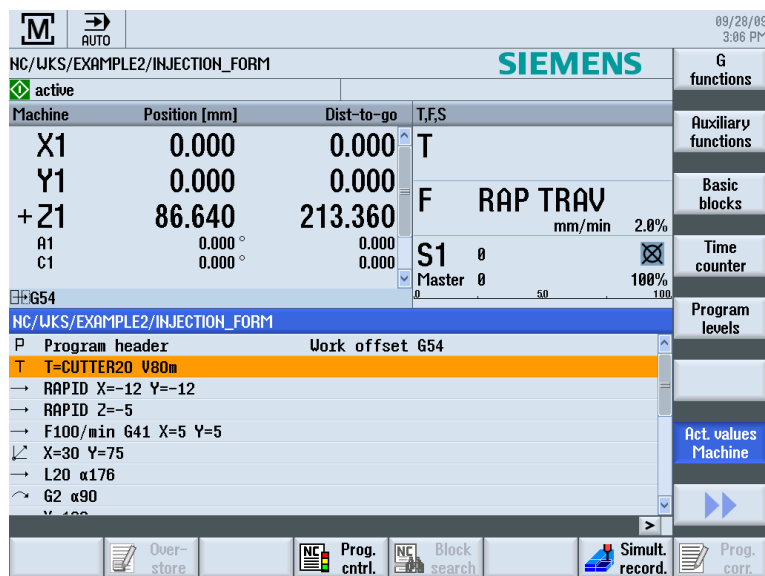 M AUTO 09/28/09
3:06 PM
NC/WKS/EXAMPLE2/INJECTION_FORM SIEMENS
active
G
functions
Machine Position [mm] Dist-to-go T,F,S
X1 0.000 0.000 T
Auxiliary
functions
Y1 0.000 0.000
F RAP TRAV
mm/min 2.0%
Basic
blocks
+Z1 86.640 213.360
A1 0.000 ° 0.000
C1 0.000 ° 0.000
S1 0
Master 0 100%
0 50 100
Time
counter
G54
Program
levels
NC/WKS/EXAMPLE2/INJECTION_FORM
P Program header Work offset G54
T T=CUTTER20 V80m
→ RAPID X=-12 Y=-12
→ RAPID Z=-5
→ F100/min G41 X=5 Y=5
X=30 Y=75
→ L20 α176
G2 α90
Act. values
Machine
>
Over-
store
NC Prog.
cntrl.
NC Block
search
Simult.
record.
Prog.
corr.